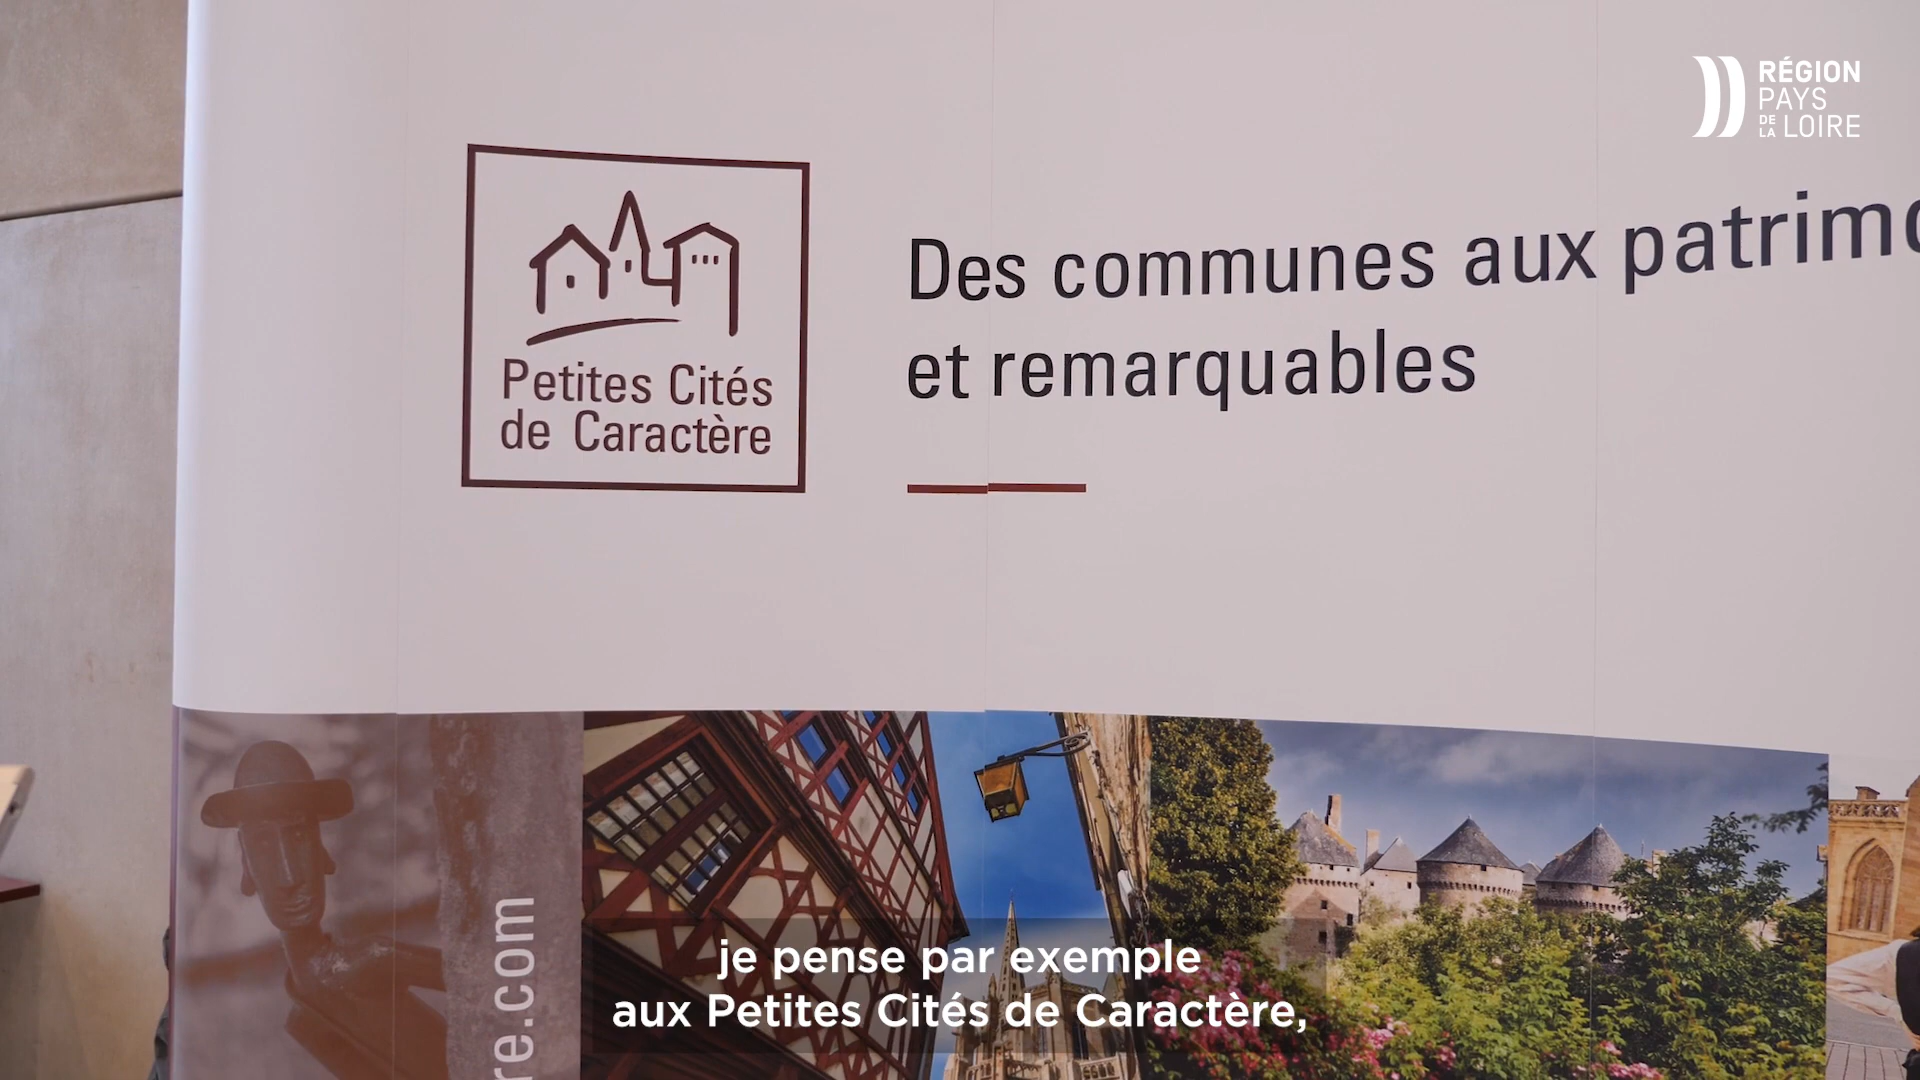 RÉGION
PAYS
DE LA LOIRE
Petites Cités
de Caractère
Des communes aux
et remarquables
re.com
je pense par exemple
aux Petites Cités de Caractère,